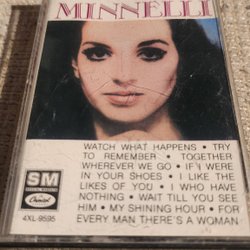 MINNELLI
WATCH WHAT HAPPENS • TRY
TO REMEMBER • TOGETHER
WHEREVER WE GO • IF I WERE
IN YOUR SHOES • I LIKE THE
LIKES OF YOU • I WHO HAVE
NOTHING • WAIT TILL YOU SEE
HIM • MY SHINING HOUR • FOR
EVERY MAN THERE'S A WOMAN
SM
Capitol
4XL-9595